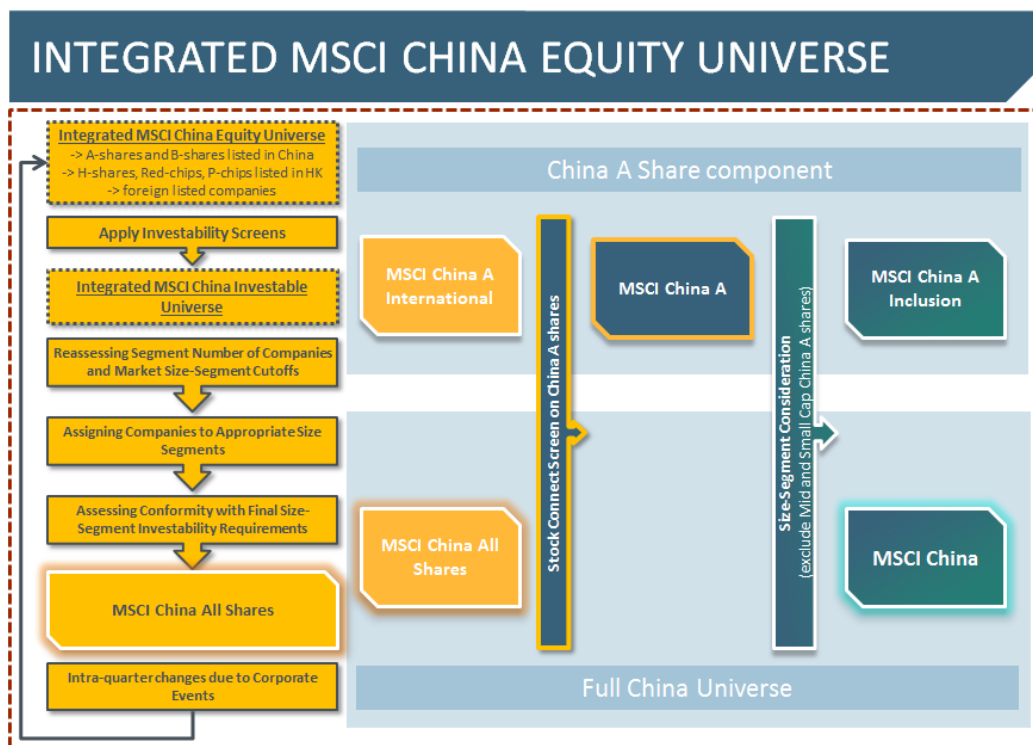 INTEGRATED MSCI CHINA EQUITY UNIVERSE
Integrated MSCI China Equity Universe
-> A-shares and B-shares listed in China
-> H-shares, Red-chips, P-chips listed in HK
-> foreign listed companies
Apply Investability Screens
Integrated MSCI China Investable
Universe
Reassessing Segment Number of Companies
and Market Size-Segment Cutoffs
Assigning Companies to Appropriate Size
Segments
Assessing Conformity with Final Size-
Segment Investability Requirements
MSCI China All Shares
Intra-quarter changes due to Corporate
Events
China A Share component
MSCI China A
International
Stock Connect Screen on China A shares
MSCI China A
Size-Segment Consideration
(exclude Mid and Small Cap China A shares)
MSCI China A
Inclusion
MSCI China All
Shares
MSCI China
Full China Universe